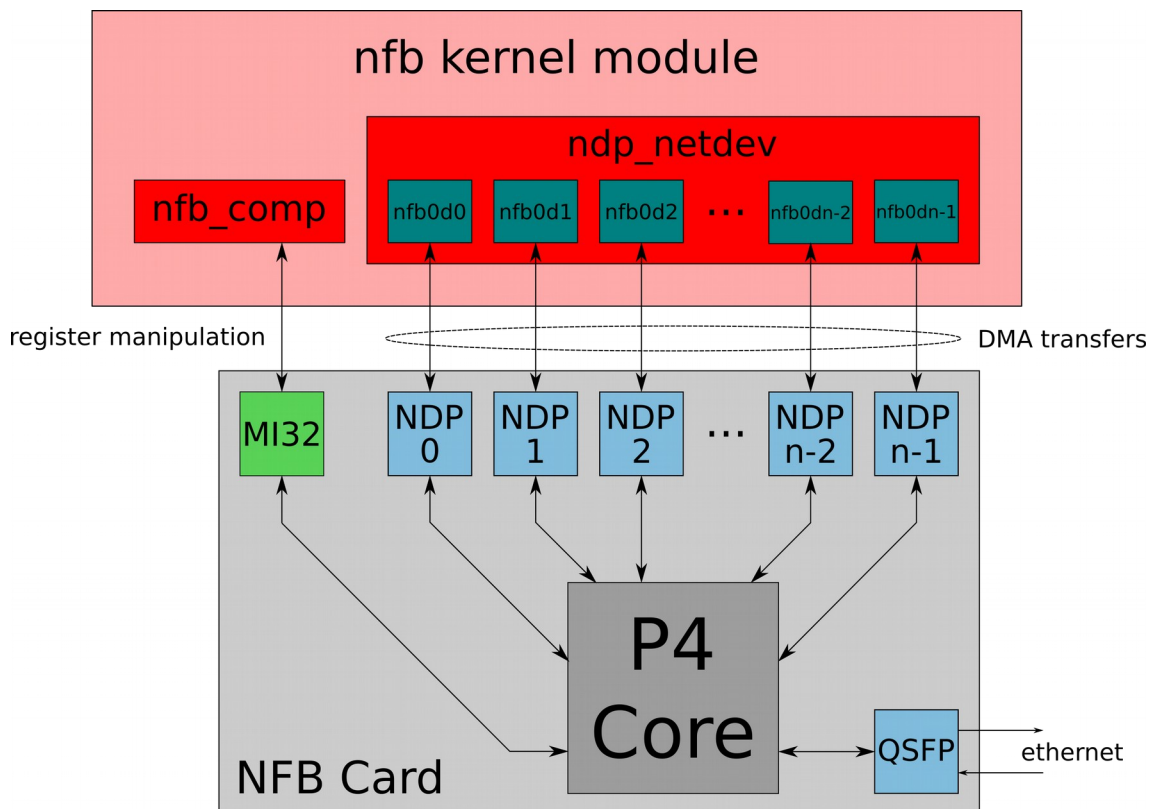 nfb kernel module
ndp_netdev
nfb_comp
nfb0d0
nfb0d1
nfb0d2
...
nfb0dn-2
nfb0dn-1
register manipulation
DMA transfers
MI32
NDP
0
NDP
1
NDP
2
...
NDP
n-2
NDP
n-1
P4
Core
QSFP
ethernet
NFB Card